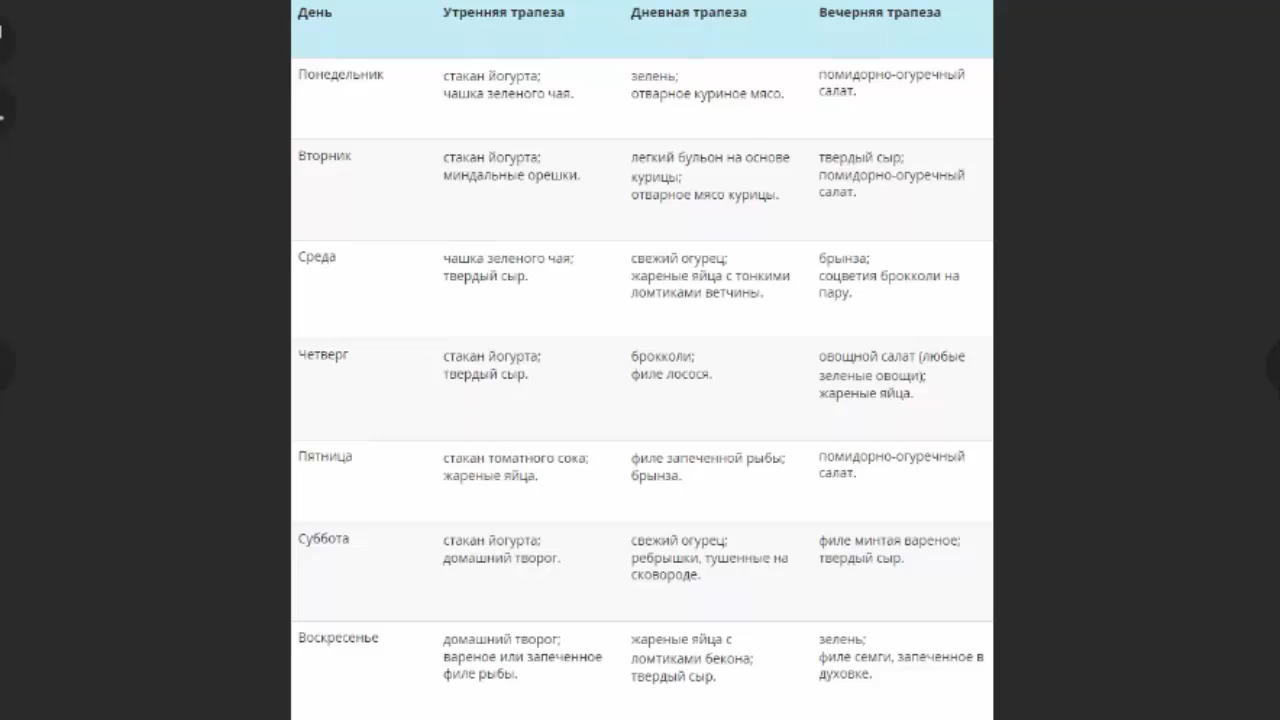 День Утренняя трапеза Дневная трапеза Вечерняя трапеза
Понедельник
стакан йогурта;
чашка зеленого чая.
зелень;
отварное куриное мясо.
помидорно-огуречный
салат.
Вторник
стакан йогурта;
миндальные орешки.
легкий бульон на основе
курицы;
отварное мясо курицы.
твердый сыр;
помидорно-огуречный
салат.
Среда
чашка зеленого чая;
твердый сыр.
свежий огурец;
жареные яйца с тонкими
ломтиками ветчины.
брынза;
соцветия брокколи на
пару.
Четверг
стакан йогурта;
твердый сыр.
брокколи;
филе лосося.
овощной салат (любые
зеленые овощи);
жареные яйца.
Пятница
стакан томатного сока;
жареные яйца.
филе запеченной рыбы;
брынза.
помидорно-огуречный
салат.
Суббота
стакан йогурта;
домашний творог.
свежий огурец;
ребрышки, тушенные на
сковороде.
филе минтая вареное;
твердый сыр.
Воскресенье
домашний творог;
вареное или запеченное
филе рыбы.
жареные яйца с
ломтиками бекона;
твердый сыр.
зелень;
филе семги, запеченное в
духовке.